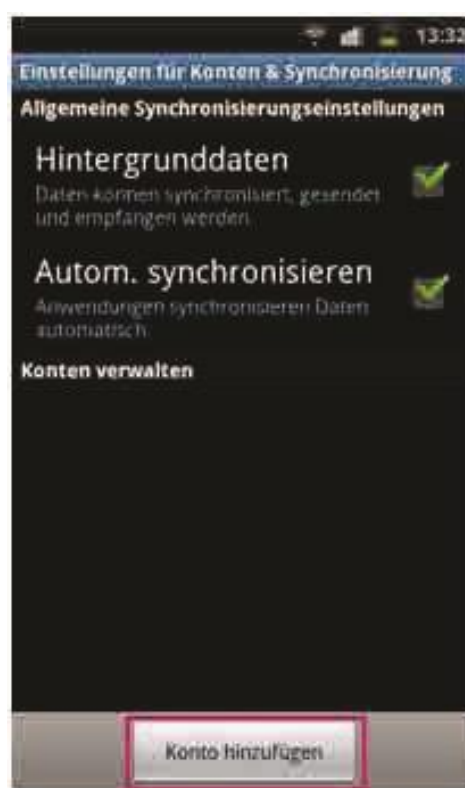 13:32
Einstellungen für Konten & Synchronisierung
Allgemeine Synchronisierungseinstellungen
Hintergrunddaten
Daten können synchronisiert, gesendet
und empfangen werden
Autom. synchronisieren
Anwendungen synchronisieren Daten
automatisch
Konten verwalten
Konto hinzufügen